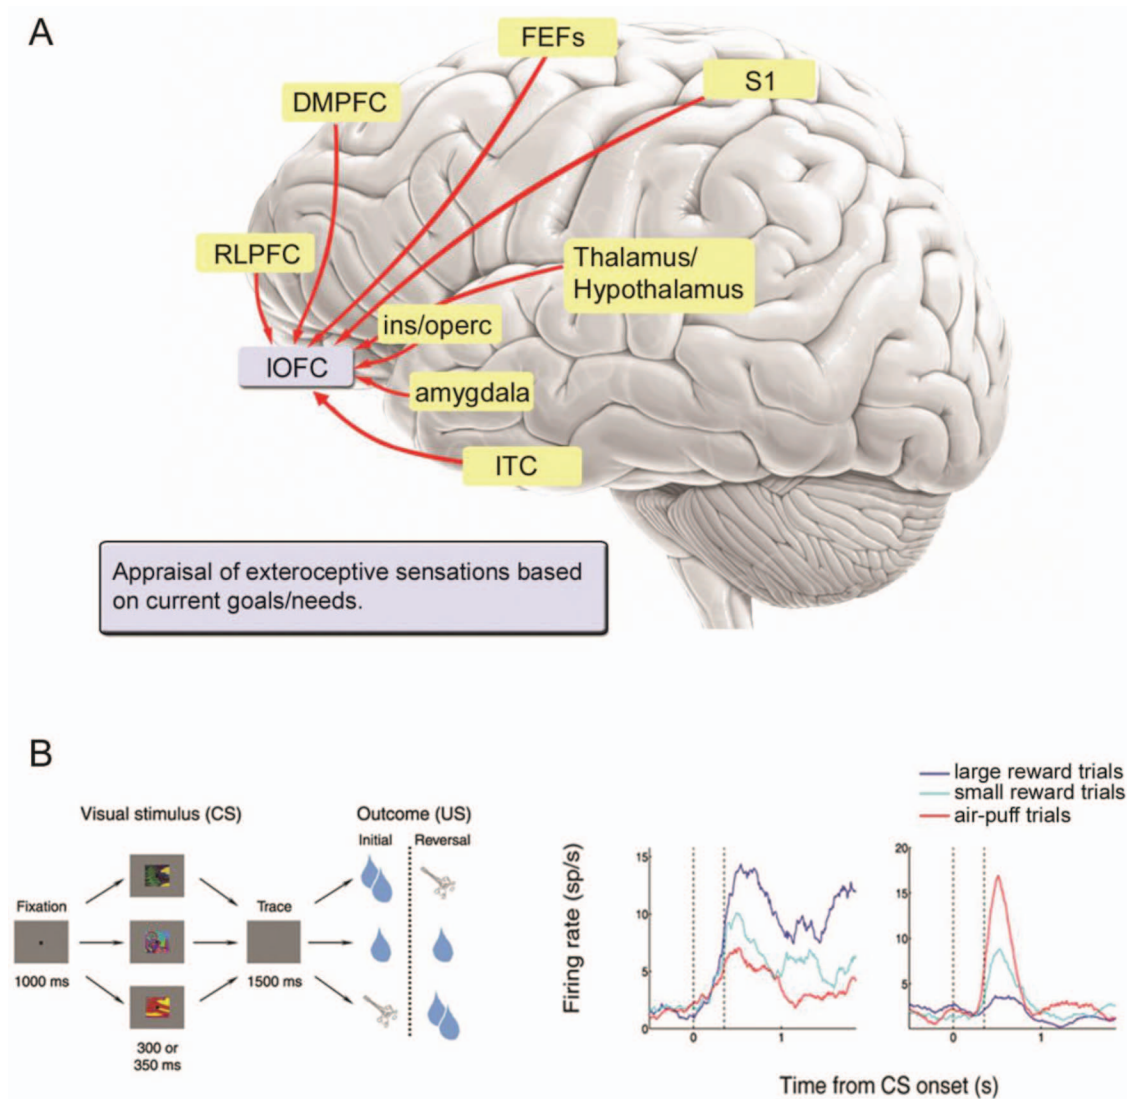 A
FEFs
S1
DMPFC
RLPFC
Thalamus/
Hypothalamus
ins/operc
lOFC
amygdala
ITC
Appraisal of exteroceptive sensations based
on current goals/needs.
B
large reward trials
small reward trials
air-puff trials
Visual stimulus (CS)
Outcome (US)
Initial
Reversal
Fixation
Trace
1000 ms
1500 ms
300 or
350 ms
Firing rate (sp/s)
15
10
5
0
0
1
20
15
10
5
0
1
Time from CS onset (s)